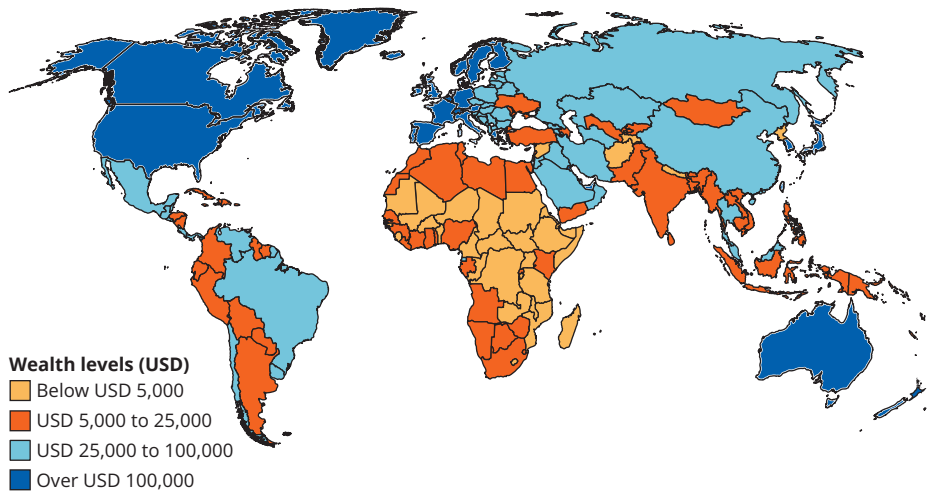 Wealth levels (USD)
Below USD 5,000
USD 5,000 to 25,000
USD 25,000 to 100,000
Over USD 100,000